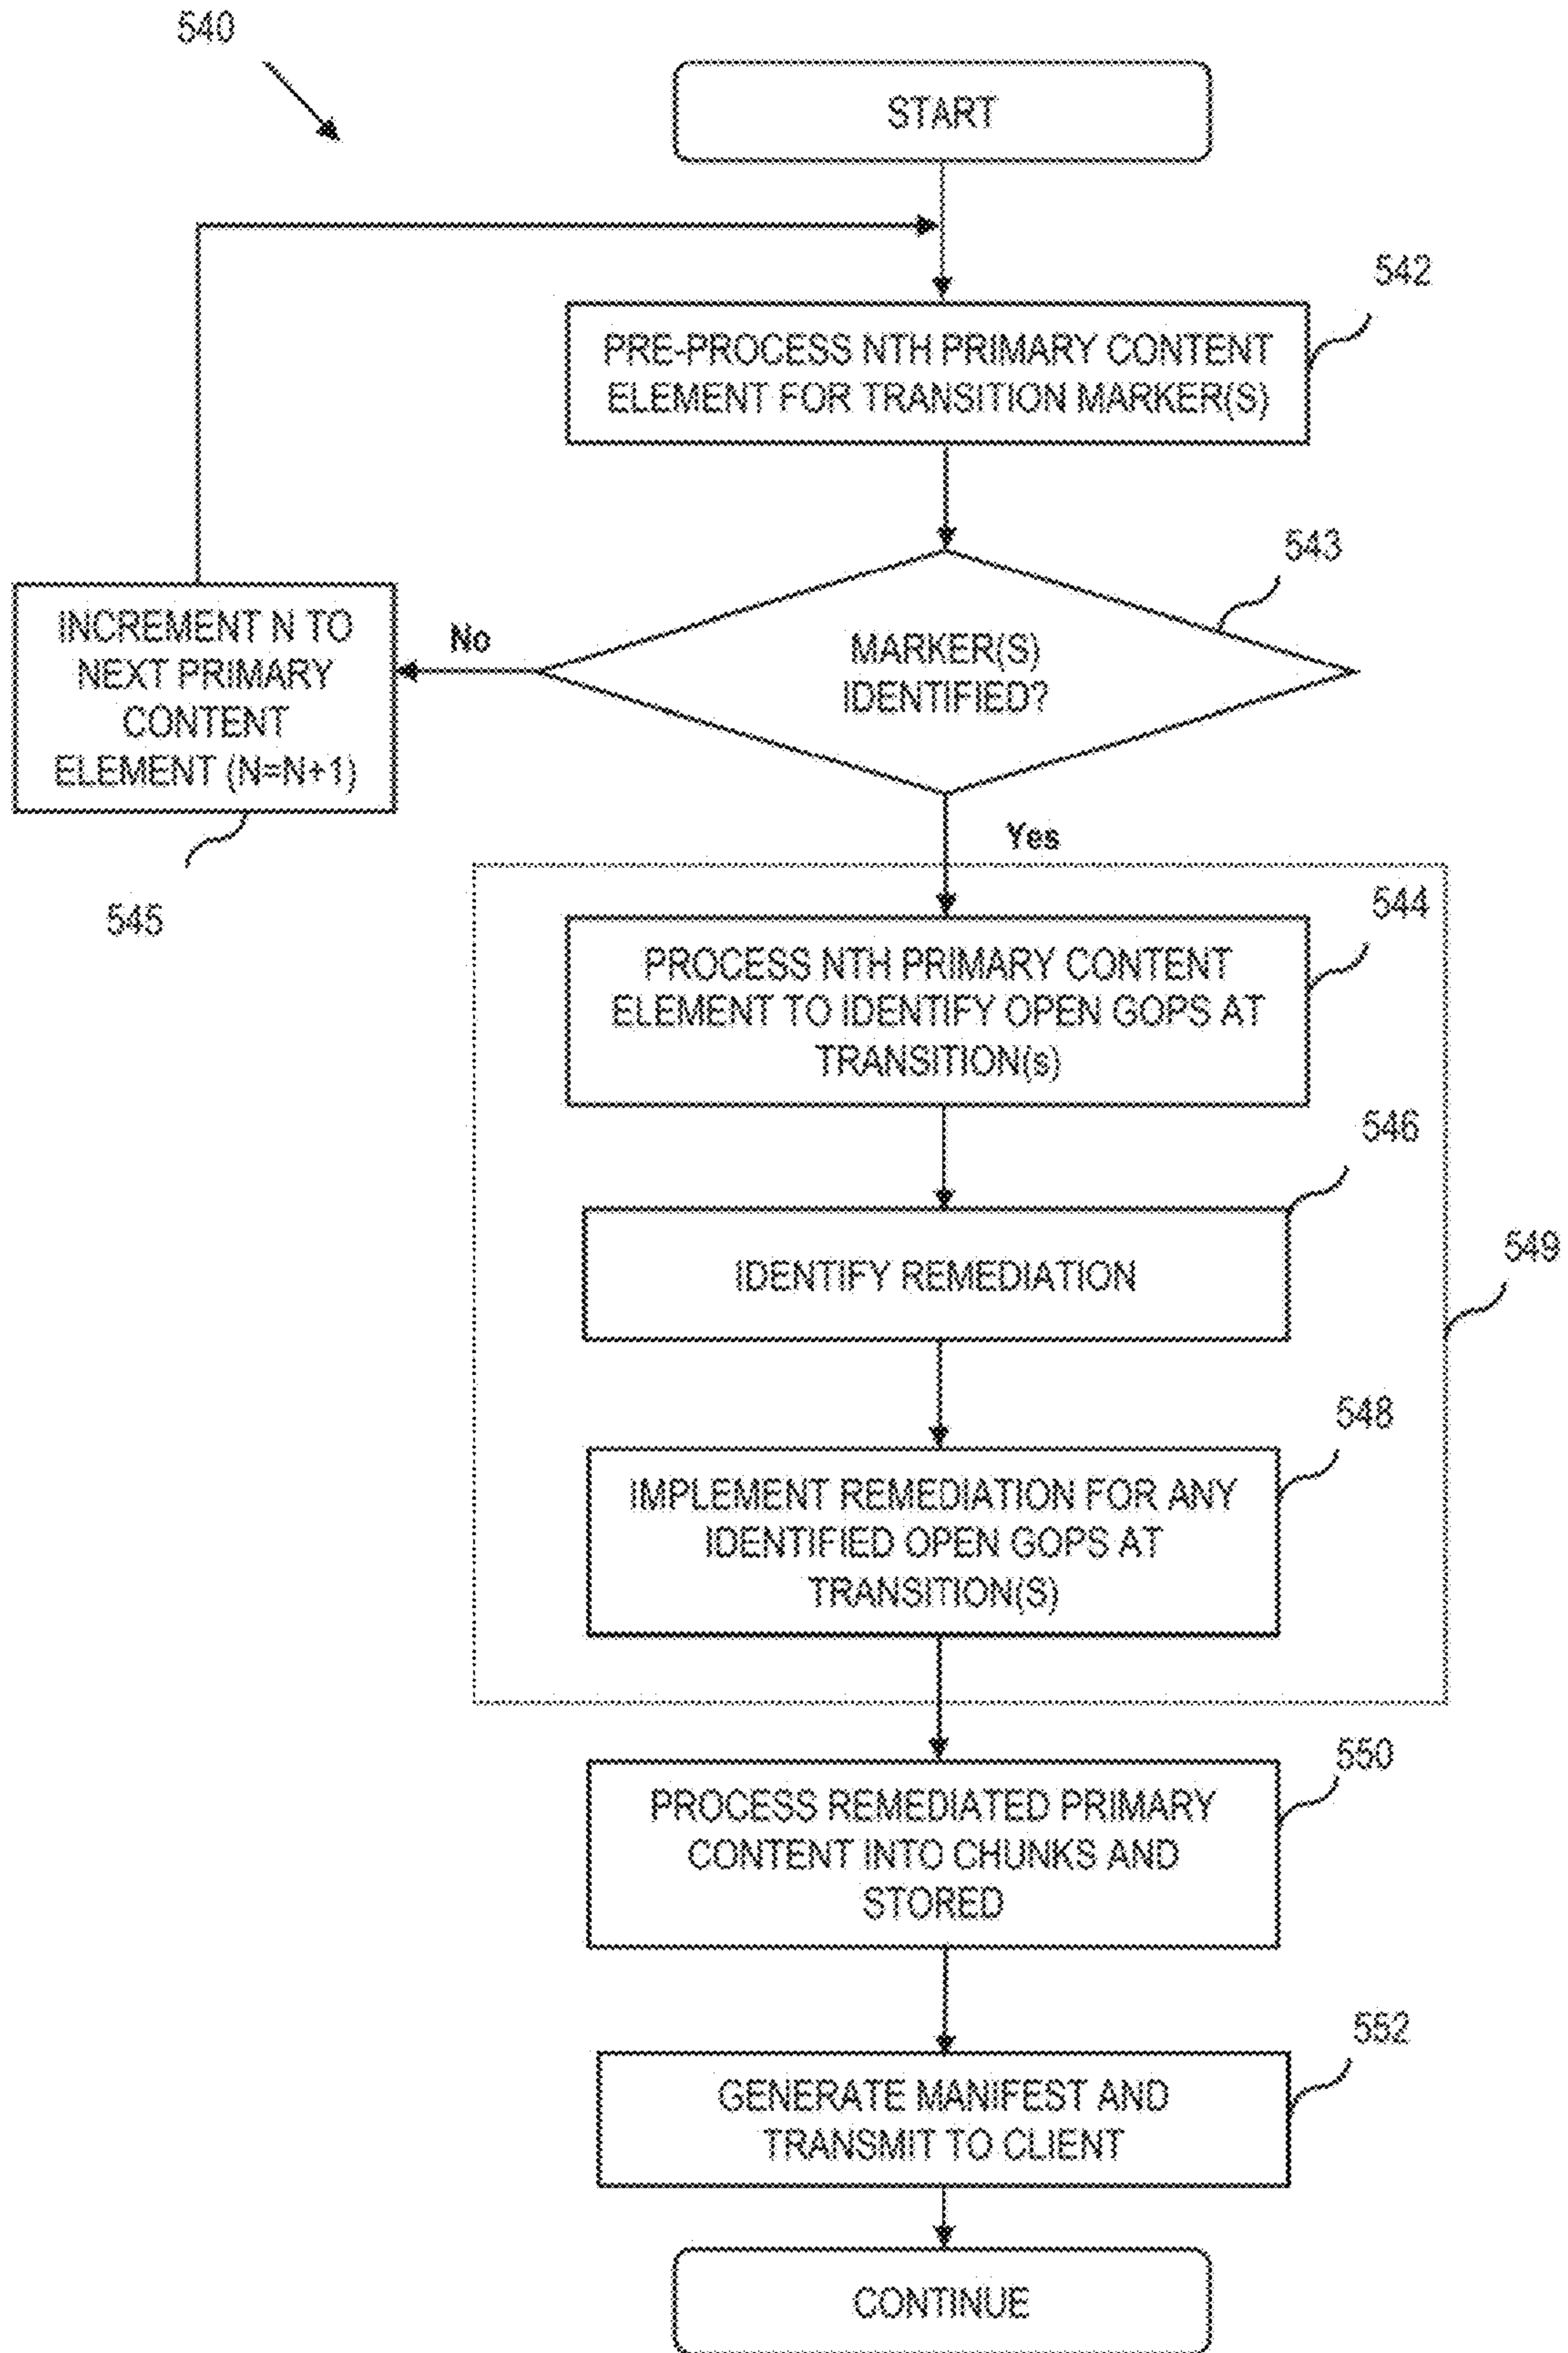 540
START
542
PRE-PROCESS NTH PRIMARY CONTENT
ELEMENT FOR TRANSITION MARKER(S)
543
MARKER(S)
IDENTIFIED?
No
INCREMENT N TO
NEXT PRIMARY
CONTENT
ELEMENT (N=N+1)
545
Yes
544
PROCESS NTH PRIMARY CONTENT
ELEMENT TO IDENTIFY OPEN GOPS AT
TRANSITION(s)
546
IDENTIFY REMEDIATION
549
548
IMPLEMENT REMEDIATION FOR ANY
IDENTIFIED OPEN GOPS AT
TRANSITION(S)
550
PROCESS REMEDIATED PRIMARY
CONTENT INTO CHUNKS AND
STORED
552
GENERATE MANIFEST AND
TRANSMIT TO CLIENT
CONTINUE